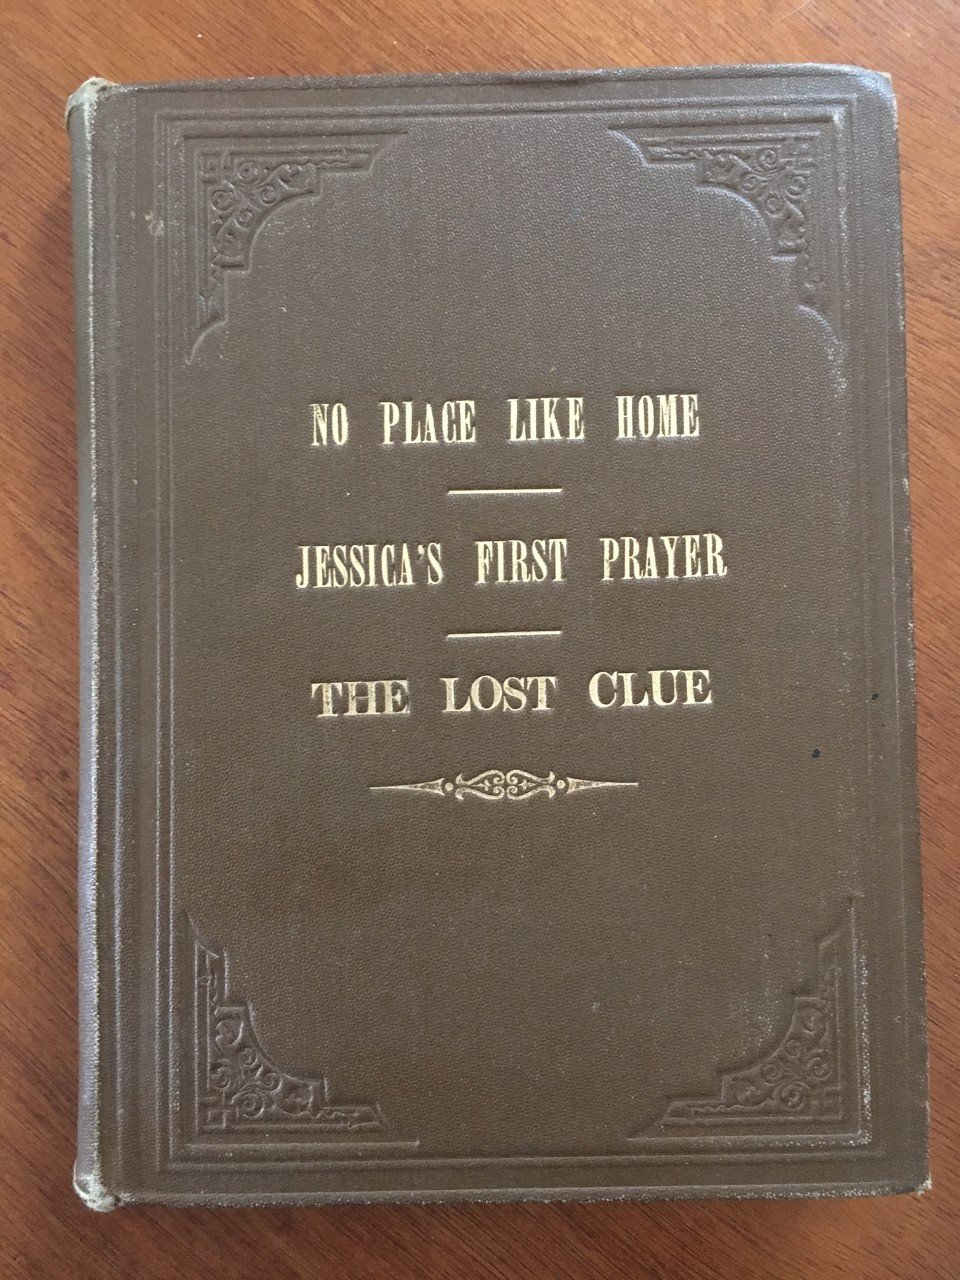 NO PLACE LIKE HOME
JESSICA'S FIRST PRAYER
THE LOST CLUE